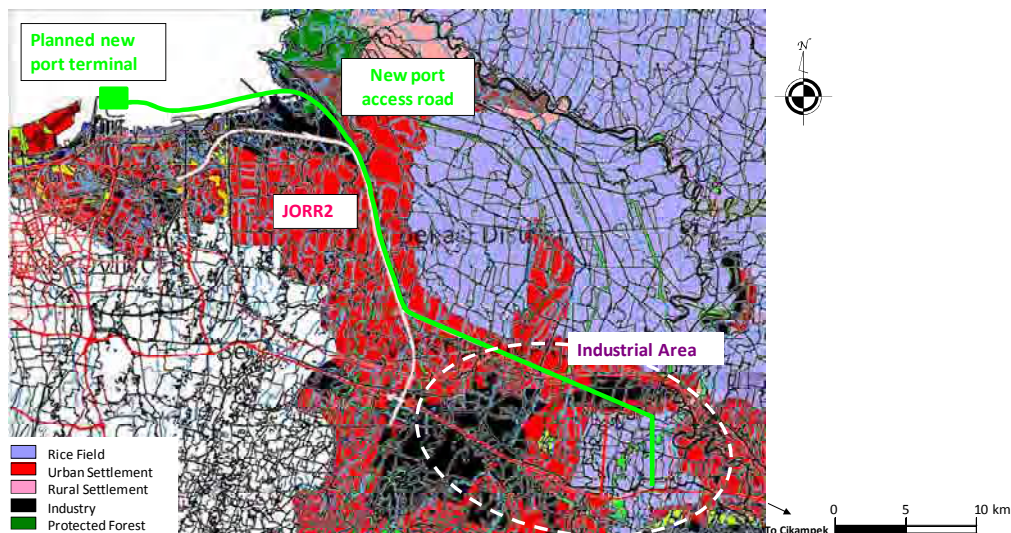 Planned new
port terminal
New port
access road
N
JORR2
Industrial Area
Rice Field
Urban Settlement
Rural Settlement
Industry
Protected Forest
To Cikampek
0 5 10 km